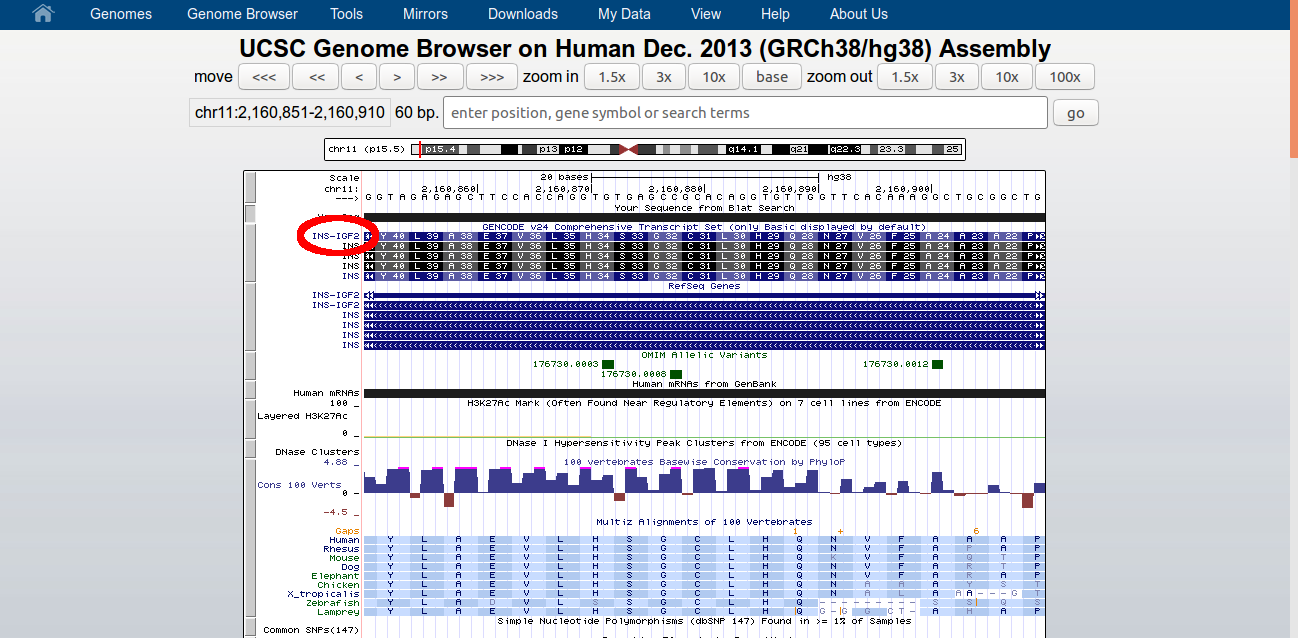 Genomes Genome Browser Tools Mirrors Downloads My Data View Help About Us
UCSC Genome Browser on Human Dec. 2013 (GRCh38/hg38) Assembly
move <<< << < > >> >>> zoom in 1.5x 3x 10x base zoom out 1.5x 3x 10x 100x
chr11:2,160,851-2,160,910 60 bp. enter position, gene symbol or search terms go
chr11 (p15.5) p15.4 p13 p12 q14.1 q21 q22.3 23.3 25
Scale 20 bases hg38
chr11: 2,160,860 2,160,870 2,160,880 2,160,890 2,160,900
---> G G T A G A G A G C T T C C A C C A G G T G T G A G C C G C A C A G G T G T T G G T T C A C A A A G G C T G C G G C T G
Your Sequence from Blat Search
GENCODE v24 Comprehensive Transcript Set (only Basic displayed by default)
INS-IGF2 Y 40 L 39 A 38 E 37 V 36 L 35 H 34 S 33 G 32 C 31 L 30 H 29 Q 28 N 27 V 26 F 25 A 24 A 23 A 22 P
INS Y 40 L 39 A 38 E 37 V 36 L 35 H 34 S 33 G 32 C 31 L 30 H 29 Q 28 N 27 V 26 F 25 A 24 A 23 A 22 P
INS Y 40 L 39 A 38 E 37 V 36 L 35 H 34 S 33 G 32 C 31 L 30 H 29 Q 28 N 27 V 26 F 25 A 24 A 23 A 22 P
INS Y 40 L 39 A 38 E 37 V 36 L 35 H 34 S 33 G 32 C 31 L 30 H 29 Q 28 N 27 V 26 F 25 A 24 A 23 A 22 P
INS Y 40 L 39 A 38 E 37 V 36 L 35 H 34 S 33 G 32 C 31 L 30 H 29 Q 28 N 27 V 26 F 25 A 24 A 23 A 22 P
RefSeq Genes
INS-IGF2
INS-IGF2
INS
INS
INS
INS
OMIM Allelic Variants
176730.0003 176730.0012
176730.0008
Human mRNAs from GenBank
Human mRNAs
100 _ H3K27Ac Mark (Often Found Near Regulatory Elements) on 7 cell lines from ENCODE
Layered H3K27Ac
0 _
DNase I Hypersensitivity Peak Clusters from ENCODE (95 cell types)
DNase Clusters
4.88 _ 100 vertebrates Basewise Conservation by PhyloP
Cons 100 Verts
0 _
-4.5 _
Multiz Alignments of 100 Vertebrates
Gaps 1 + 6
Human Y L A E V L H S G C L H Q N V F A A A P
Rhesus Y L A E V L H S G C L H Q N V F A P A P
Mouse Y L A E V L H S G C L H Q K V F A Q T P
Dog Y L A E V L H S G C L H Q N V F A R T P
Elephant Y L A E V L H S G C L H Q N V F A R T P
Chicken Y L A E V L H S G C L H Q N A A A Y S T
X_tropicalis Y L A E V L H S G C L H Q N A L A A A - - - G T
Zebrafish Y L A D V L S S G C L H Q - - - - - - - - - S S Q S
Lamprey Y L A E V L H S G C L H Q G - G G C T - A H A P
Simple Nucleotide Polymorphisms (dbSNP 147) Found in >= 1% of Samples
Common SNPs(147)